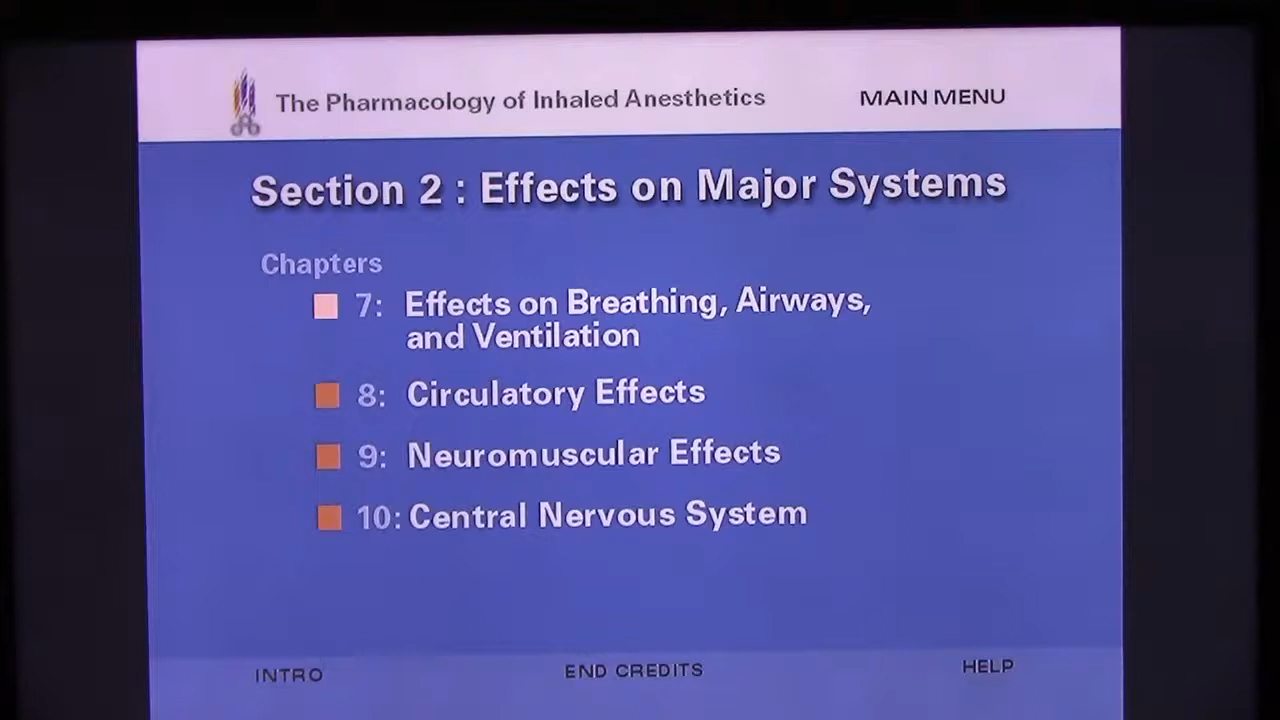 The Pharmacology of Inhaled Anesthetics
MAIN MENU
Section 2 : Effects on Major Systems
Chapters
7: Effects on Breathing, Airways,
and Ventilation
8: Circulatory Effects
9: Neuromuscular Effects
10: Central Nervous System
INTRO
END CREDITS
HELP